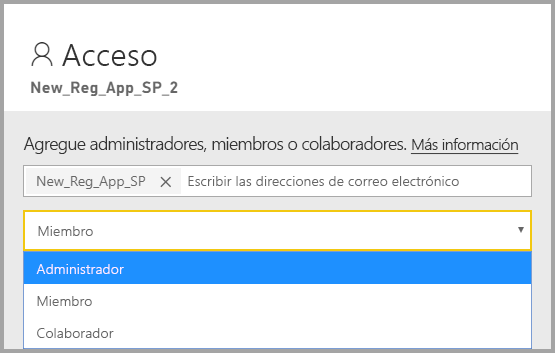 Acceso
New_Reg_App_SP_2
Agregue administradores, miembros o colaboradores. Más información
New_Reg_App_SP × Escribir las direcciones de correo electrónico
Miembro
Administrador
Miembro
Colaborador